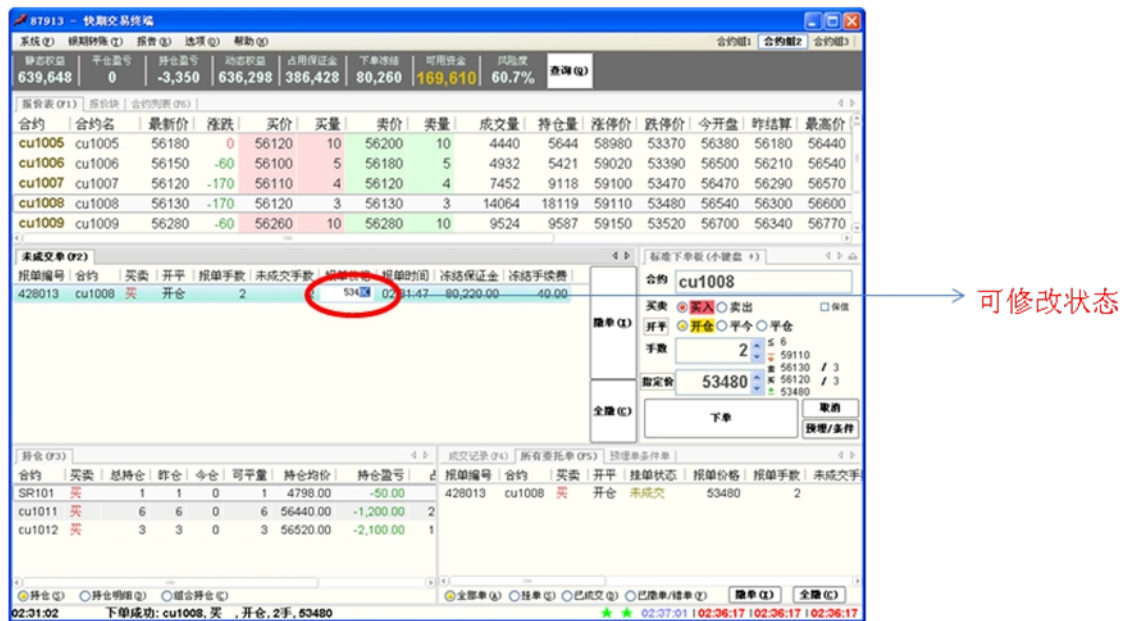 87913 - 快期交易终端
系统(Y) 银期转账(T) 报告(R) 选项(O) 帮助(H) 合约组1 合约组2 合约组3
静态权益 平仓盈亏 持仓盈亏 动态权益 占用保证金 下单冻结 可用资金 风险度
639,648 0 -3,350 636,298 386,428 80,260 169,610 60.7% 查询(Q)
报价表(F1) 报价块 合约列表(F6)
合约 合约名 最新价 涨跌 买价 买量 卖价 卖量 成交量 持仓量 涨停价 跌停价 今开盘 昨结算 最高价
cu1005 cu1005 56180 0 56120 10 56200 10 4440 5644 58980 53370 56380 56180 56440
cu1006 cu1006 56150 -60 56100 5 56180 5 4932 5421 59020 53390 56500 56210 56540
cu1007 cu1007 56120 -170 56110 4 56120 4 7452 9118 59100 53470 56470 56290 56570
cu1008 cu1008 56130 -170 56120 3 56130 3 14064 18119 59110 53480 56540 56300 56600
cu1009 cu1009 56280 -60 56260 10 56280 10 9524 9587 59150 53520 56700 56340 56770
未成交单(F2)
报单编号 合约 买卖 开平 报单手数 未成交手数 报单价格 报单时间 冻结保证金 冻结手续费
428013 cu1008 买 开仓 2 2 534 02:31:47 80,220.00 40.00
撤单(X)
全撤(C)
标准下单板(小键盘 +)
合约 cu1008
买卖 买入 卖出 保值
开平 开仓 平今 平仓
手数 2 ≤ 6
59110
卖 56130 / 3
指定价 53480 买 56120 / 3
53480
下单 取消
预埋/条件
可修改状态
持仓(F3)
合约 买卖 总持仓 昨仓 今仓 可平量 持仓均价 持仓盈亏 占
SR101 买 1 1 0 1 4798.00 -50.00
cu1011 买 6 6 0 6 56440.00 -1,200.00 2
cu1012 买 3 3 0 3 56520.00 -2,100.00 1
持仓(S) 持仓明细(D) 组合持仓(C)
成交记录(F4) 所有委托单(F5) 预埋单条件单
报单编号 合约 买卖 开平 挂单状态 报单价格 报单手数 未成交手
428013 cu1008 买 开仓 未成交 53480 2
全部单(A) 挂单(S) 已成交(D) 已撤单/错单(F) 撤单(X) 全撤(C)
02:31:02 下单成功: cu1008, 买 , 开仓, 2手, 53480 02:37:01 02:36:17 02:36:17 02:36:17